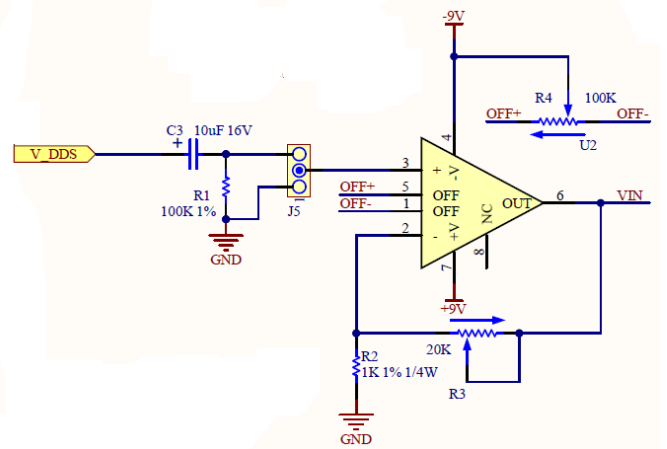 -9V
R4 100K
OFF+ OFF-
U2
C3 10uF 16V
+
V_DDS
4
3 + -V
R1
100K 1%
OFF+ 5 OFF
OFF- 1 OFF
OUT 6 VIN
NC
J5
1
2 - +V
GND
7
8
+9V
20K
R2
1K 1% 1/4W
R3
GND